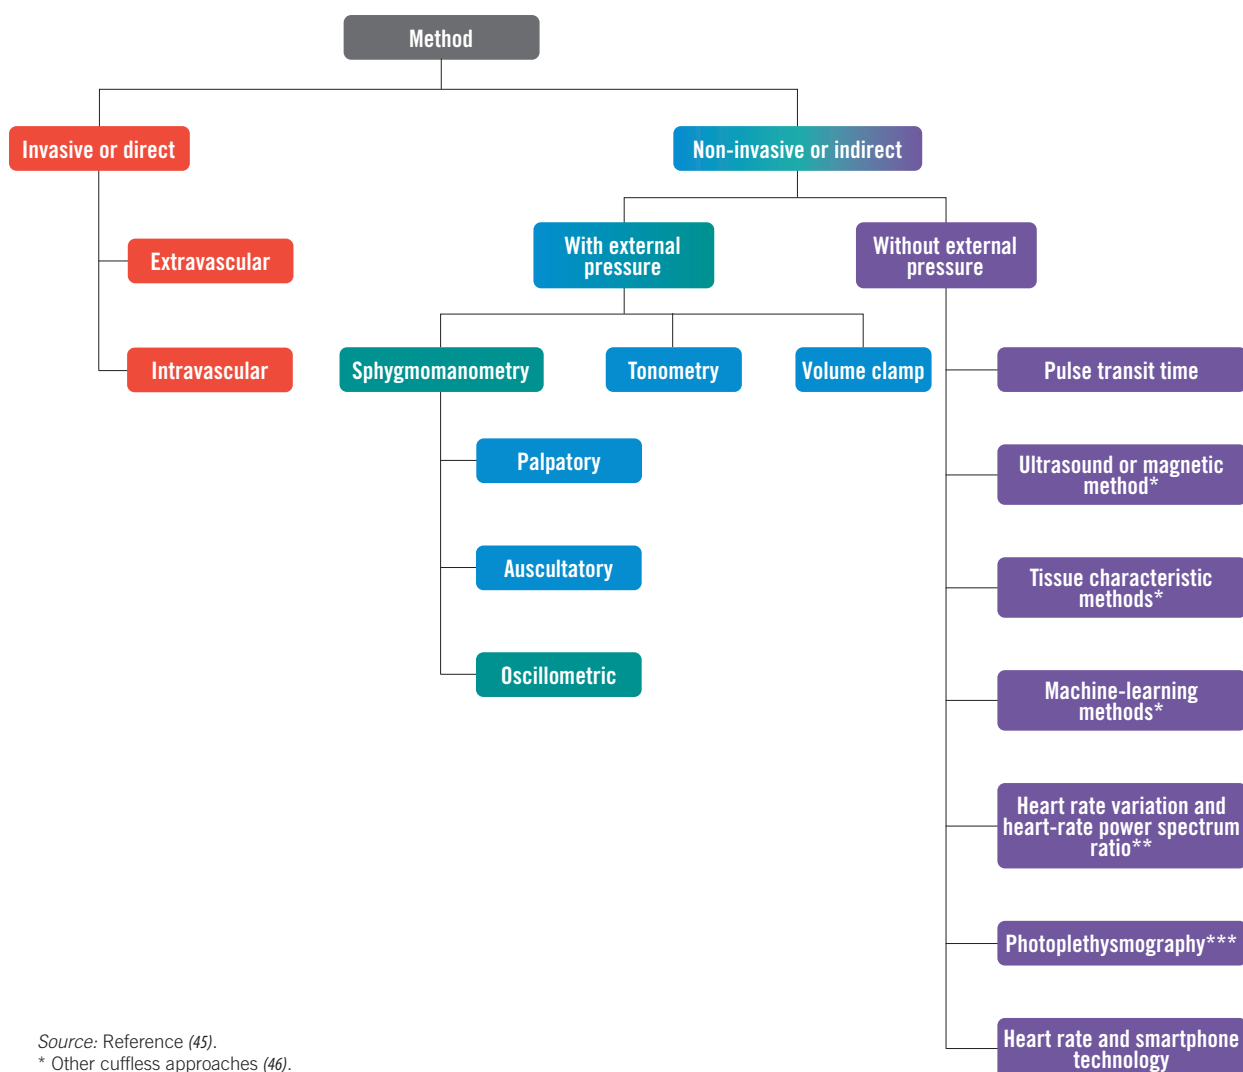 Method
Invasive or direct
Non-invasive or indirect
Extravascular
Intravascular
With external
pressure
Without external
pressure
Sphygmomanometry
Tonometry
Volume clamp
Palpatory
Auscultatory
Oscillometric
Pulse transit time
Ultrasound or magnetic
method*
Tissue characteristic
methods*
Machine-learning
methods*
Heart rate variation and
heart-rate power spectrum
ratio**
Photoplethysmography***
Heart rate and smartphone
technology
Source: Reference (45).
* Other cuffless approaches (46).